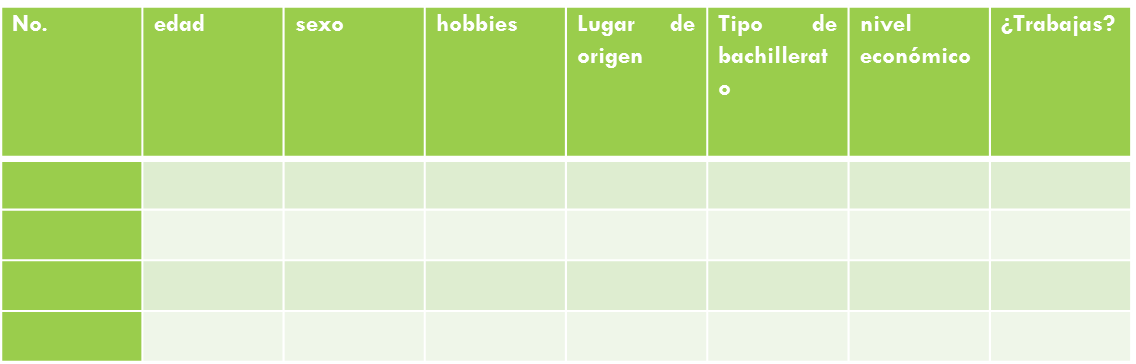 No. edad sexo hobbies Lugar de Tipo de nivel ¿Trabajas?
origen bachillerat económico
o